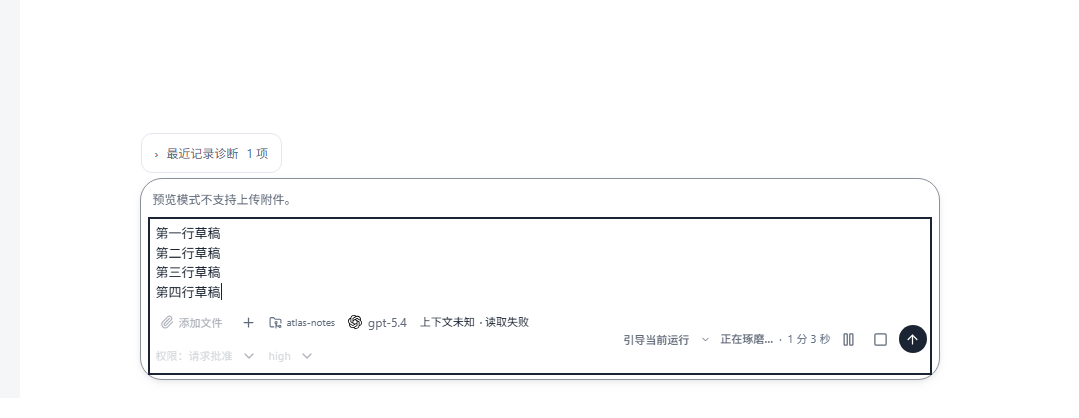 › 最近记录诊断 1 项
预览模式不支持上传附件。
第一行草稿
第二行草稿
第三行草稿
第四行草稿
添加文件 + atlas-notes gpt-5.4 上下文未知 · 读取失败
引导当前运行 正在琢磨... · 1 分 3 秒
权限：请求批准 high